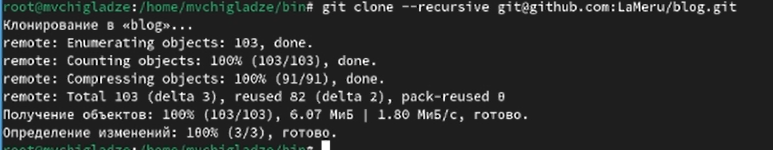 root@mvchigladze:/home/mvchigladze/bin# git clone --recursive git@github.com:LaMeru/blog.git
Клонирование в «blog»...
remote: Enumerating objects: 103, done.
remote: Counting objects: 100% (103/103), done.
remote: Compressing objects: 100% (91/91), done.
remote: Total 103 (delta 3), reused 82 (delta 2), pack-reused 0
Получение объектов: 100% (103/103), 6.07 МиБ | 1.80 МиБ/с, готово.
Определение изменений: 100% (3/3), готово.
root@mvchigladze:/home/mvchigladze/bin#